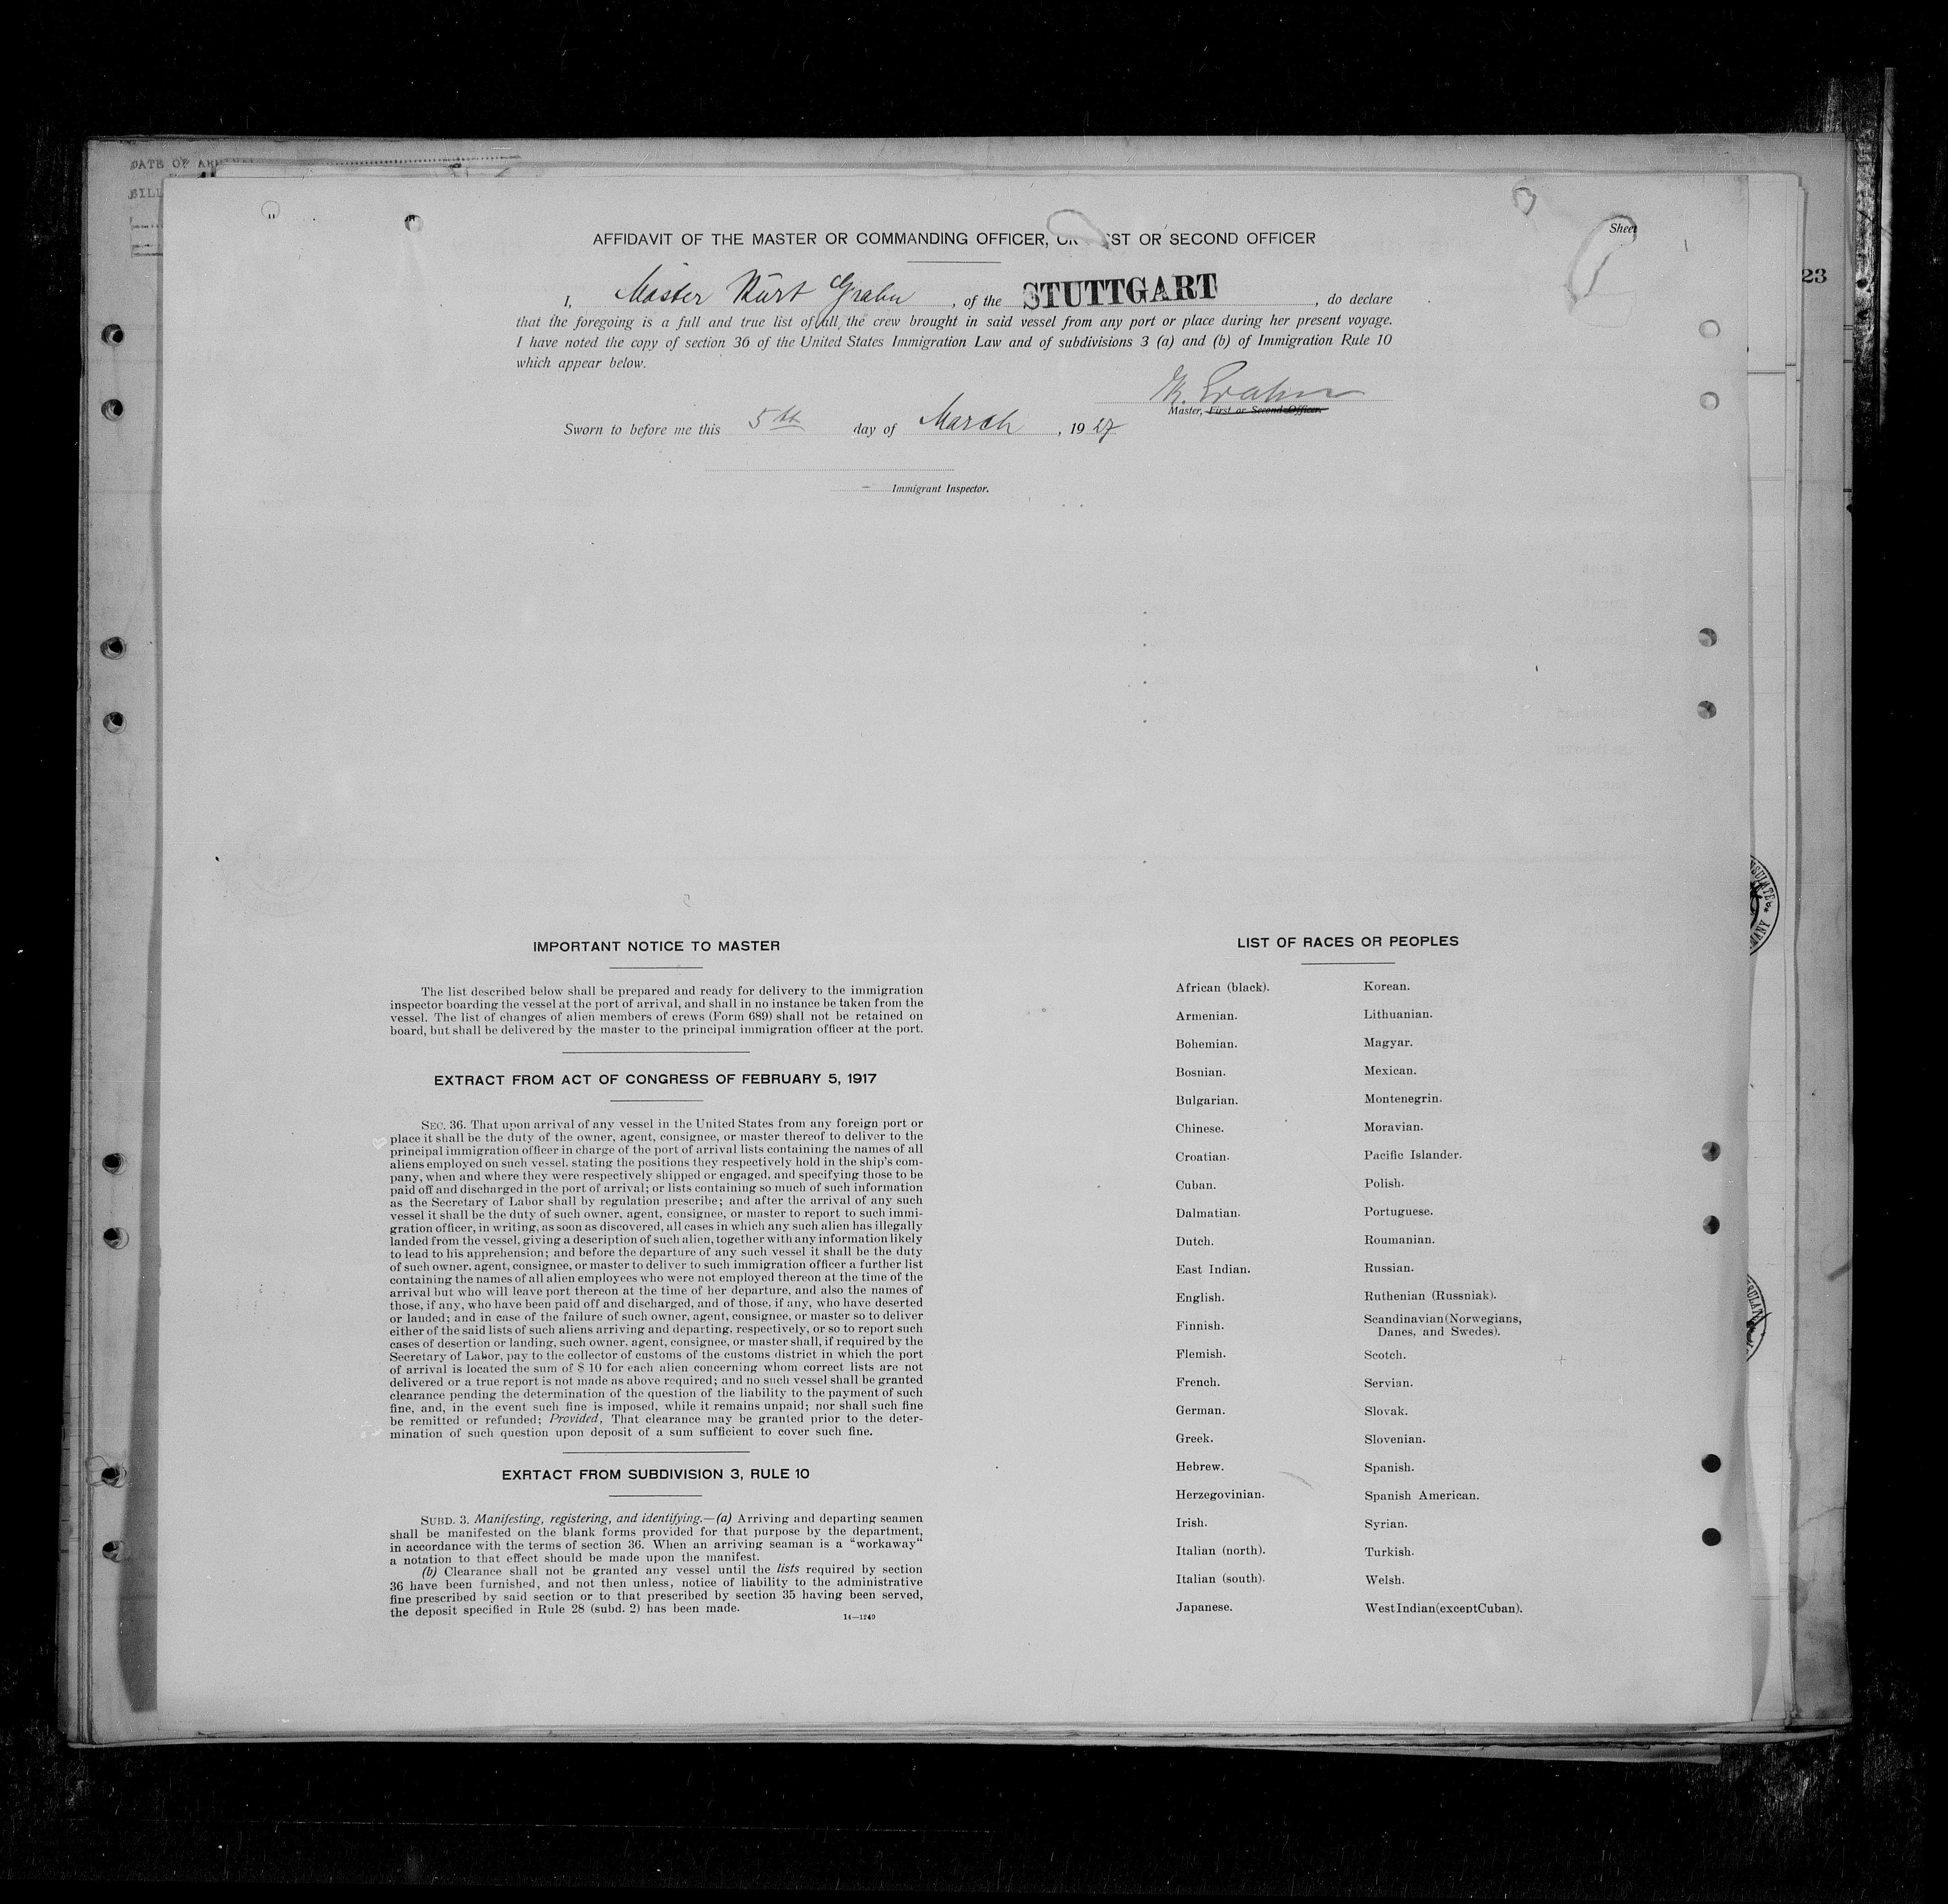 DATE OF
Sheet
23
AFFIDAVIT OF THE MASTER OR COMMANDING OFFICER, OR ST OR SECOND OFFICER
I, Master Kurt Grahn, of the STUTTGART, do declare
that the foregoing is a full and true list of all the crew brought in said vessel from any port or place during her present voyage.
I have noted the copy of section 36 of the United States Immigration Law and of subdivisions 3 (a) and (b) of Immigration Rule 10
which appear below.
K. Grahn
Master, First or Second Officer.
Sworn to before me this 5th day of March, 1927
Immigrant Inspector.
IMPORTANT NOTICE TO MASTER
The list described below shall be prepared and ready for delivery to the immigration
inspector boarding the vessel at the port of arrival, and shall in no instance be taken from the
vessel. The list of changes of alien members of crews (Form 689) shall not be retained on
board, but shall be delivered by the master to the principal immigration officer at the port.
EXTRACT FROM ACT OF CONGRESS OF FEBRUARY 5, 1917
SEC. 36. That upon arrival of any vessel in the United States from any foreign port or
place it shall be the duty of the owner, agent, consignee, or master thereof to deliver to the
principal immigration officer in charge of the port of arrival lists containing the names of all
aliens employed on such vessel, stating the positions they respectively hold in the ship's com-
pany, when and where they were respectively shipped or engaged, and specifying those to be
paid off and discharged in the port of arrival; or lists containing so much of such information
as the Secretary of Labor shall by regulation prescribe; and after the arrival of any such
vessel it shall be the duty of such owner, agent, consignee, or master to report to such immi-
gration officer, in writing, as soon as discovered, all cases in which any such alien has illegally
landed from the vessel, giving a description of such alien, together with any information likely
to lead to his apprehension; and before the departure of any such vessel it shall be the duty
of such owner, agent, consignee, or master to deliver to such immigration officer a further list
containing the names of all alien employees who were not employed thereon at the time of the
arrival but who will leave port thereon at the time of her departure, and also the names of
those, if any, who have been paid off and discharged, and of those, if any, who have deserted
or landed; and in case of the failure of such owner, agent, consignee, or master so to deliver
either of the said lists of such aliens arriving and departing, respectively, or so to report such
cases of desertion or landing, such owner, agent, consignee, or master shall, if required by the
Secretary of Labor, pay to the collector of customs of the customs district in which the port
of arrival is located the sum of $ 10 for each alien concerning whom correct lists are not
delivered or a true report is not made as above required; and no such vessel shall be granted
clearance pending the determination of the question of the liability to the payment of such
fine, and, in the event such fine is imposed, while it remains unpaid; nor shall such fine
be remitted or refunded; Provided, That clearance may be granted prior to the deter-
mination of such question upon deposit of a sum sufficient to cover such fine.
EXRTACT FROM SUBDIVISION 3, RULE 10
SUBD. 3. Manifesting, registering, and identifying.—(a) Arriving and departing seamen
shall be manifested on the blank forms provided for that purpose by the department,
in accordance with the terms of section 36. When an arriving seaman is a "workaway"
a notation to that effect should be made upon the manifest.
(b) Clearance shall not be granted any vessel until the lists required by section
36 have been furnished, and not then unless, notice of liability to the administrative
fine prescribed by said section or to that prescribed by section 35 having been served,
the deposit specified in Rule 28 (subd. 2) has been made.
14—1240
LIST OF RACES OR PEOPLES
African (black).
Armenian.
Bohemian.
Bosnian.
Bulgarian.
Chinese.
Croatian.
Cuban.
Dalmatian.
Dutch.
East Indian.
English.
Finnish.
Flemish.
French.
German.
Greek.
Hebrew.
Herzegovinian.
Irish.
Italian (north).
Italian (south).
Japanese.
Korean.
Lithuanian.
Magyar.
Mexican.
Montenegrin.
Moravian.
Pacific Islander.
Polish.
Portuguese.
Roumanian.
Russian.
Ruthenian (Russniak).
Scandinavian (Norwegians,
Danes, and Swedes).
Scotch.
Servian.
Slovak.
Slovenian.
Spanish.
Spanish American.
Syrian.
Turkish.
Welsh.
West Indian (except Cuban).